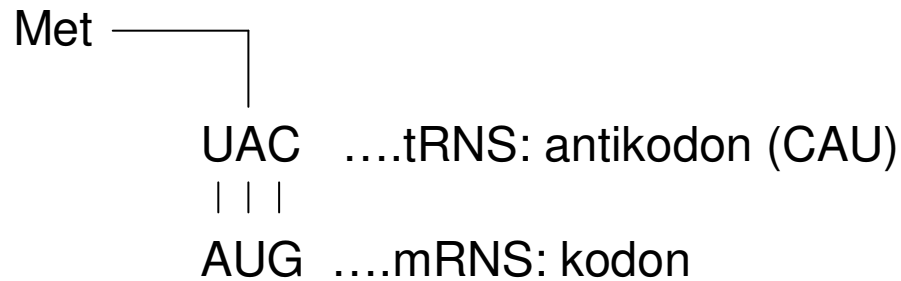 Met
UAC ….tRNS: antikodon (CAU)
AUG ….mRNS: kodon